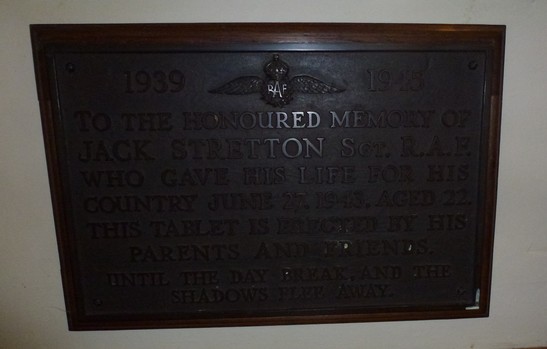 1939 RAF 1945
TO THE HONOURED MEMORY OF
JACK STRETTON SGT. R.A.F.
WHO GAVE HIS LIFE FOR HIS
COUNTRY JUNE 27, 1943. AGED 22.
THIS TABLET IS ERECTED BY HIS
PARENTS AND FRIENDS.
UNTIL THE DAY BREAK, AND THE
SHADOWS FLEE AWAY.